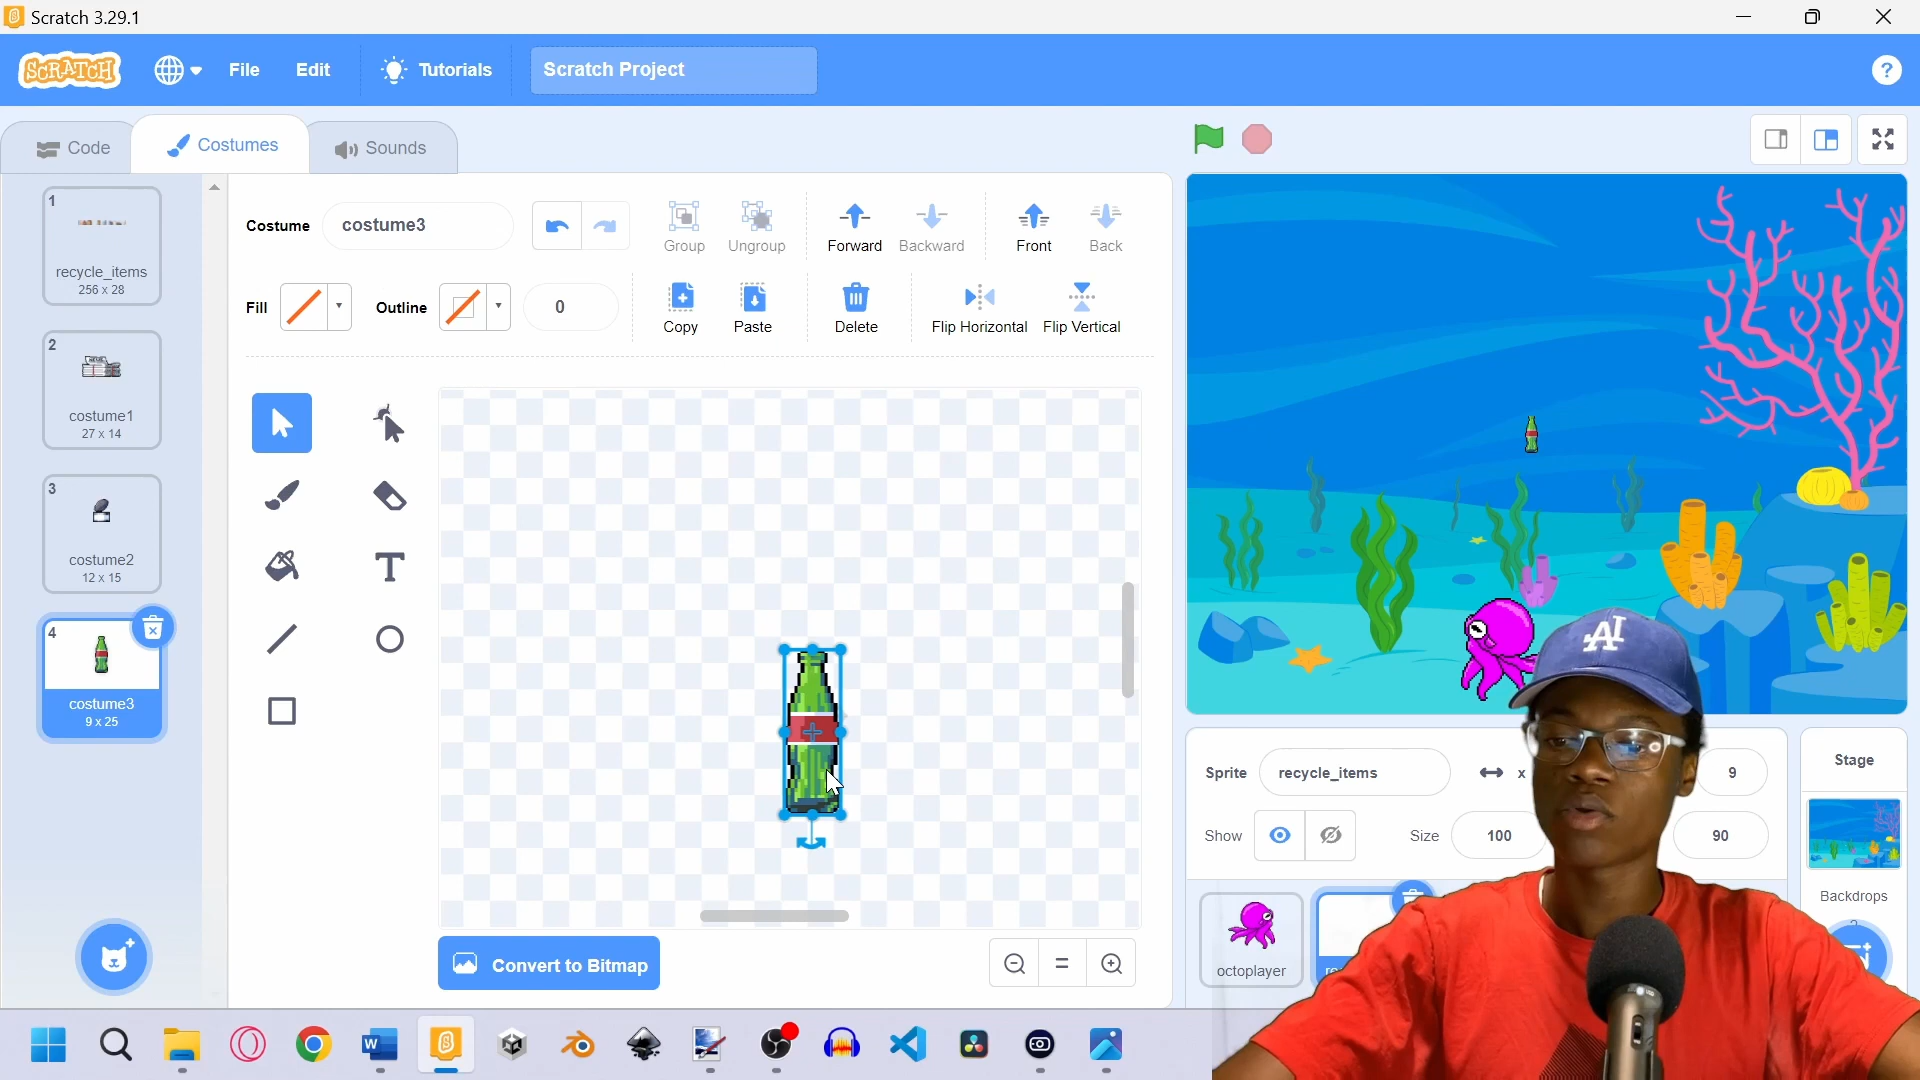 Scratch 3.29.1
SCRATCH File Edit Tutorials Scratch Project ?
Code Costumes Sounds
1
recycle_items
256 x 28
2
costume1
27 x 14
3
costume2
12 x 15
4
costume3
9 x 25
Costume costume3
Group Ungroup Forward Backward Front Back
Fill Outline 0
Copy Paste Delete Flip Horizontal Flip Vertical
T
Convert to Bitmap
=
Sprite recycle_items x 9
Show Size 100 90
octoplayer
Stage
Backdrops
W